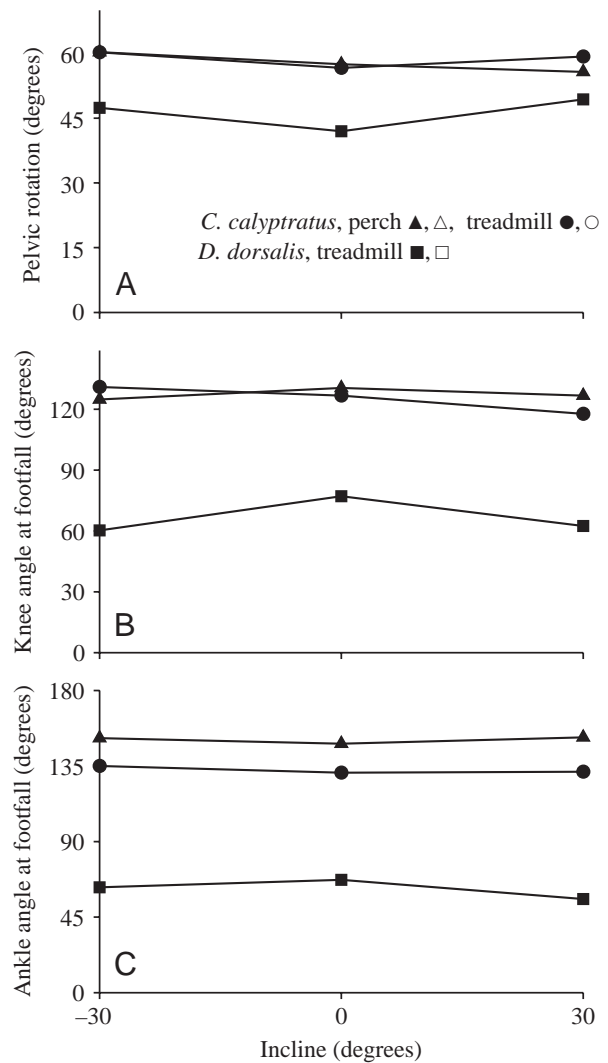 Pelvic rotation (degrees)
60
45
30
15
0
C. calyptratus, perch ▲, △, treadmill ●, ○
D. dorsalis, treadmill ■, □
A
Knee angle at footfall (degrees)
120
90
60
30
0
B
Ankle angle at footfall (degrees)
180
135
90
45
0
C
–30 0 30
Incline (degrees)